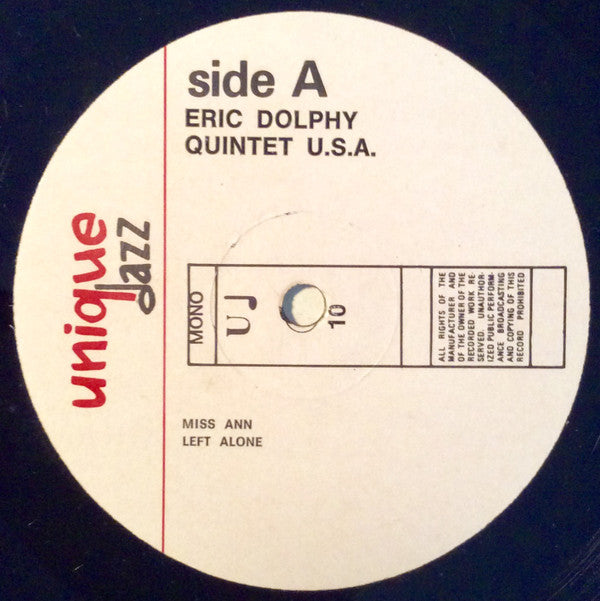 side A
ERIC DOLPHY
QUINTET U.S.A.
unique
Jazz
MONO
UJ
10
ALL RIGHTS OF THE
MANUFACTURER AND
OF THE OWNER OF THE
RECORDED WORK RE-
SERVED. UNAUTHOR-
IZED PUBLIC PERFORM-
ANCE BROADCASTING
AND COPYING OF THIS
RECORD PROHIBITED
MISS ANN
LEFT ALONE